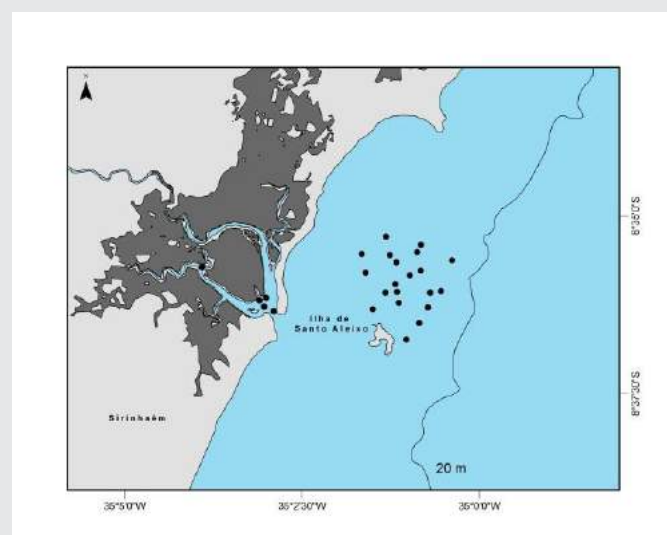 N
8°35'0"S
Ilha de
Santo Aleixo
8°37'30"S
Sirinhaém
20 m
35°5'0"W
35°2'30"W
35°0'0"W